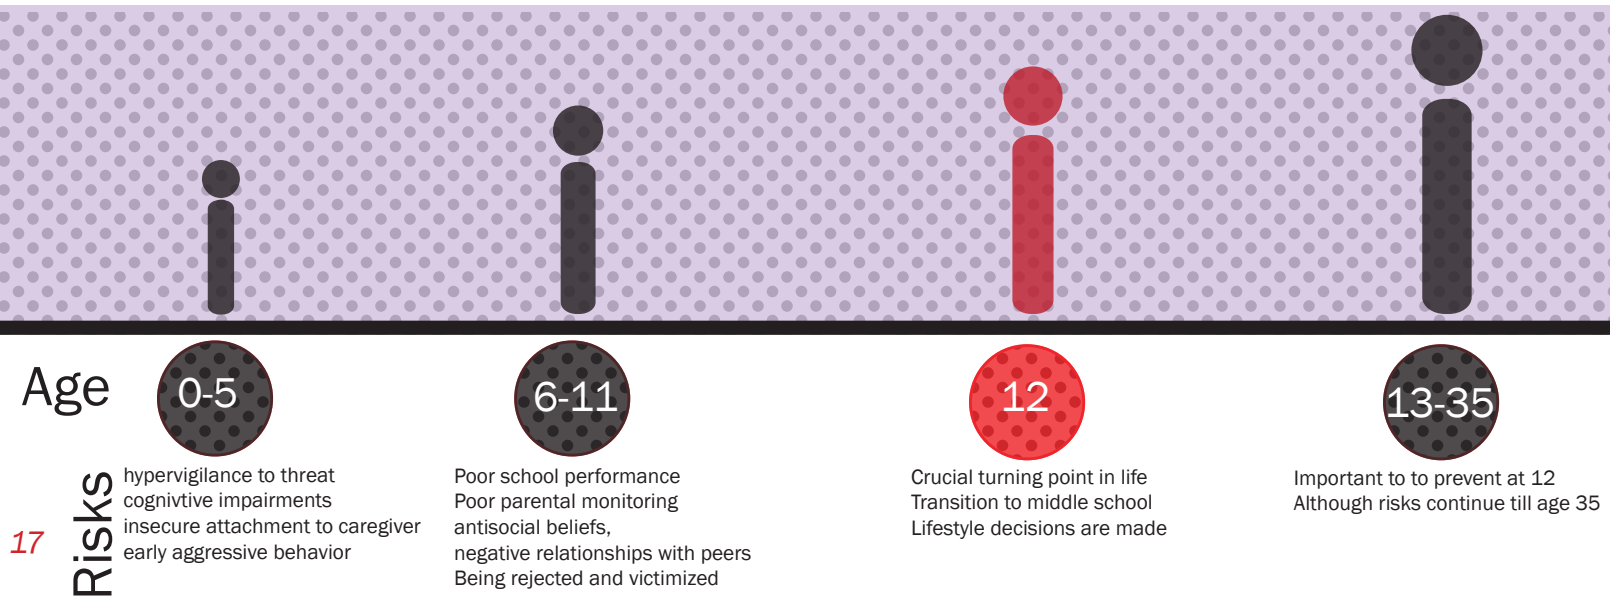 Age
0-5
6-11
12
13-35
Risks
hypervigilance to threat
cognivtive impairments
insecure attachment to caregiver
early aggressive behavior
Poor school performance
Poor parental monitoring
antisocial beliefs,
negative relationships with peers
Being rejected and victimized
Crucial turning point in life
Transition to middle school
Lifestyle decisions are made
Important to to prevent at 12
Although risks continue till age 35
17